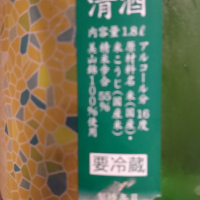 清酒
アルコール分 16度
原材料名 米(国産)・
米こうじ(国産米)
精米歩合 55%
美山錦100%使用
内容量 1.8ℓ
要冷蔵